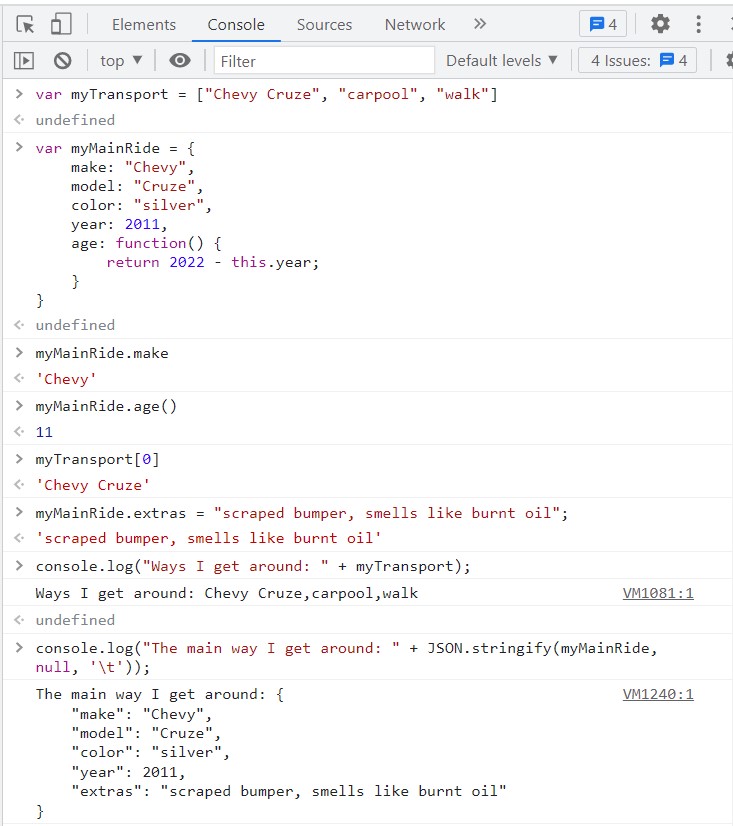 Elements Console Sources Network » 4
top ▼ Filter Default levels ▼ 4 Issues: 4
> var myTransport = ["Chevy Cruze", "carpool", "walk"]
<· undefined
> var myMainRide = {
    make: "Chevy",
    model: "Cruze",
    color: "silver",
    year: 2011,
    age: function() {
        return 2022 - this.year;
    }
}
<· undefined
> myMainRide.make
<· 'Chevy'
> myMainRide.age()
<· 11
> myTransport[0]
<· 'Chevy Cruze'
> myMainRide.extras = "scraped bumper, smells like burnt oil";
<· 'scraped bumper, smells like burnt oil'
> console.log("Ways I get around: " + myTransport);
Ways I get around: Chevy Cruze,carpool,walk VM1081:1
<· undefined
> console.log("The main way I get around: " + JSON.stringify(myMainRide,
null, '\t'));
The main way I get around: { VM1240:1
    "make": "Chevy",
    "model": "Cruze",
    "color": "silver",
    "year": 2011,
    "extras": "scraped bumper, smells like burnt oil"
}